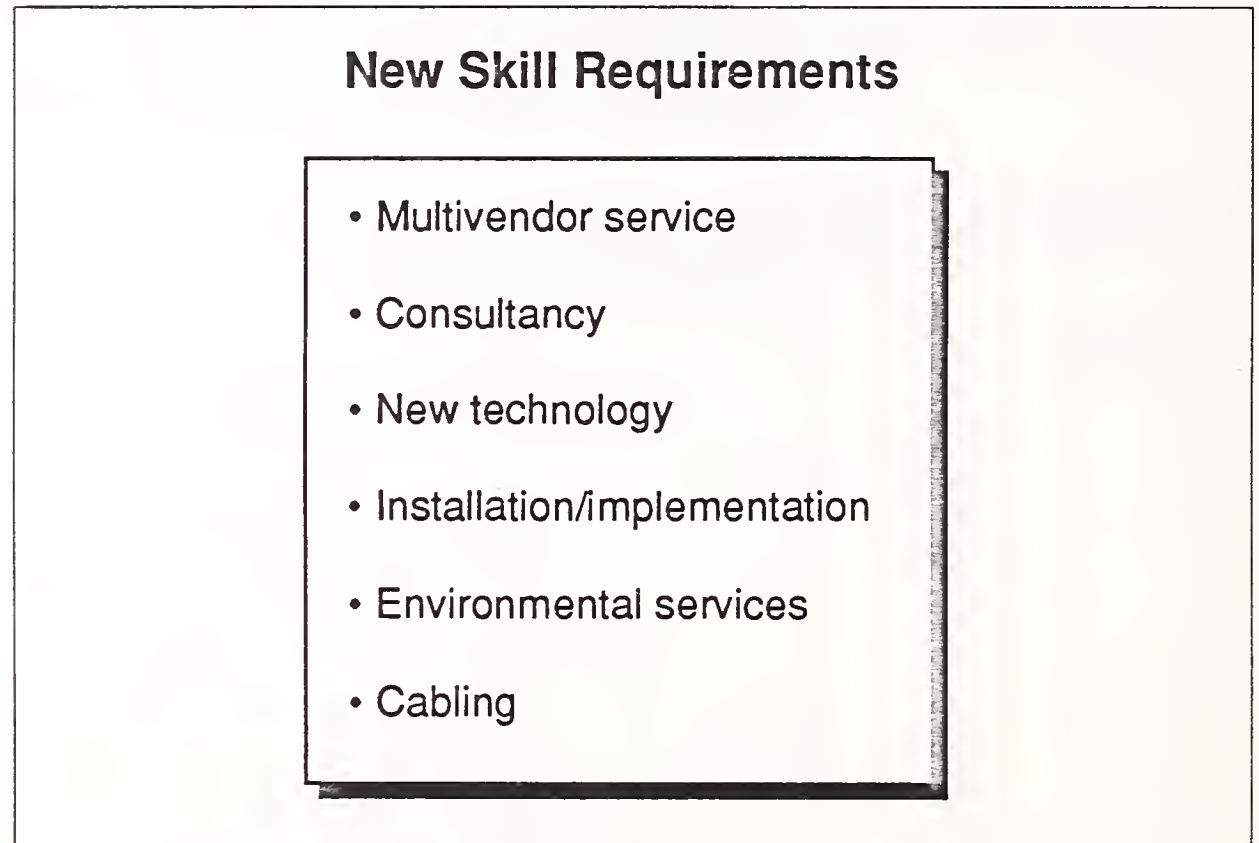 New Skill Requirements
• Multivendor service
• Consultancy
• New technology
• Installation/implementation
• Environmental services
• Cabling